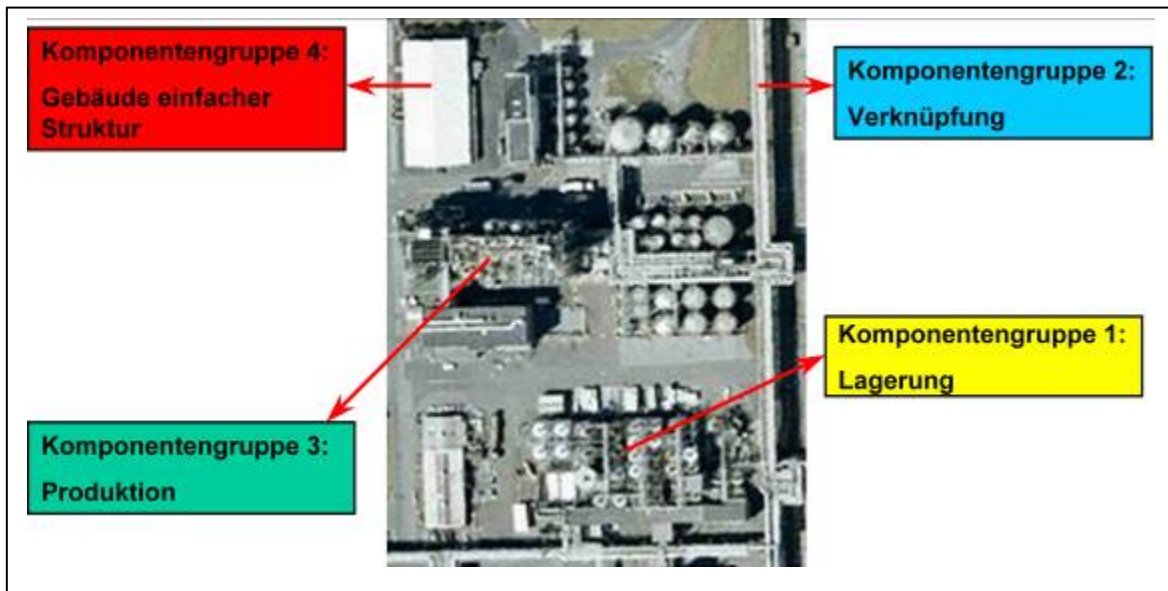 Komponentengruppe 4:
Gebäude einfacher
Struktur
Komponentengruppe 2:
Verknüpfung
Komponentengruppe 1:
Lagerung
Komponentengruppe 3:
Produktion